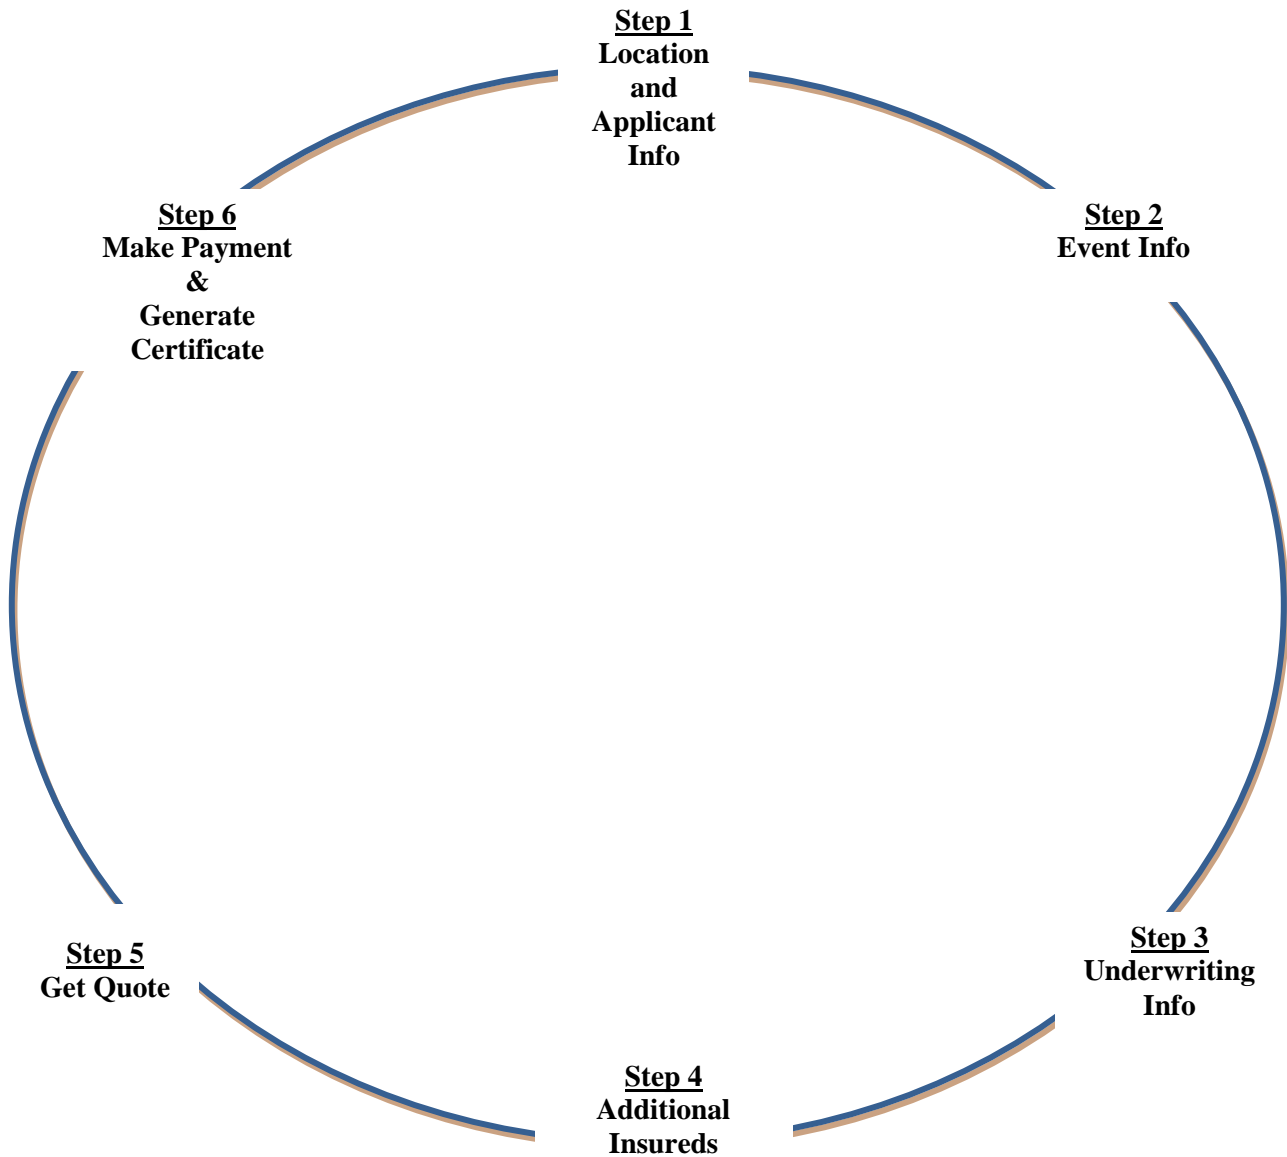 Step 1
Location
and
Applicant
Info
Step 2
Event Info
Step 3
Underwriting
Info
Step 4
Additional
Insureds
Step 5
Get Quote
Step 6
Make Payment
&
Generate
Certificate